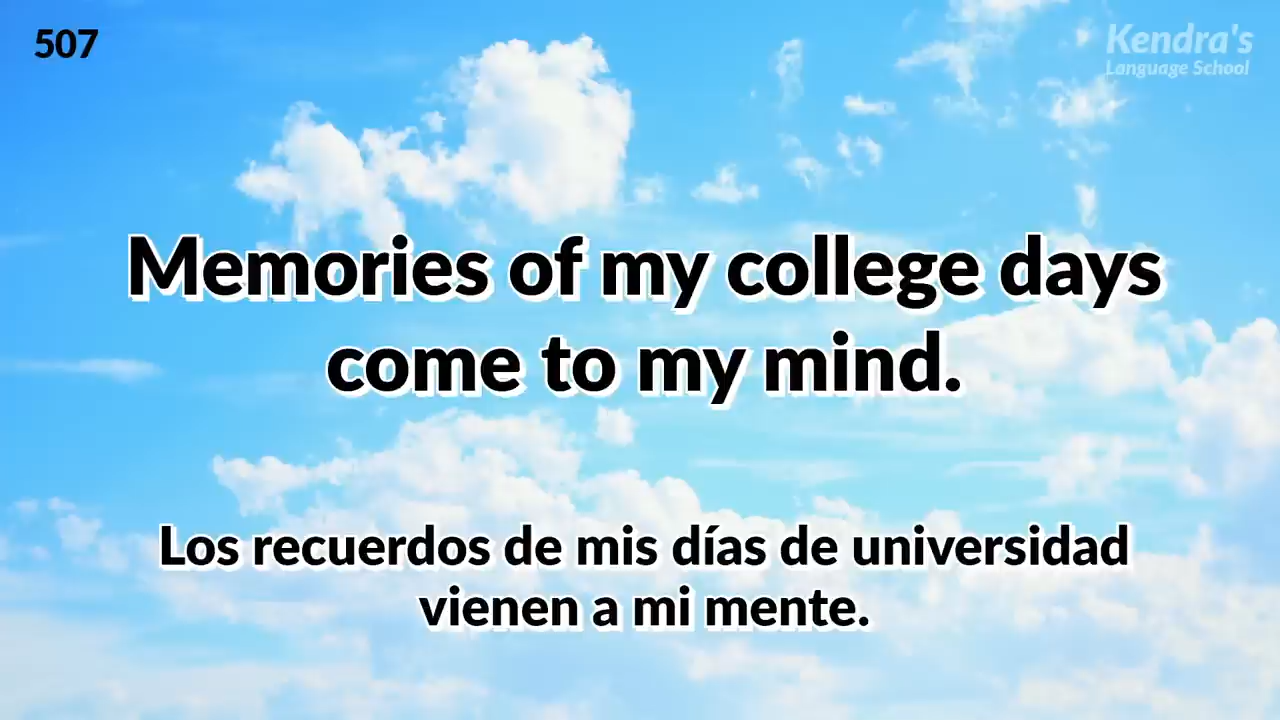 507
Kendra's
Language School
Memories of my college days
come to my mind.
Los recuerdos de mis días de universidad
vienen a mi mente.